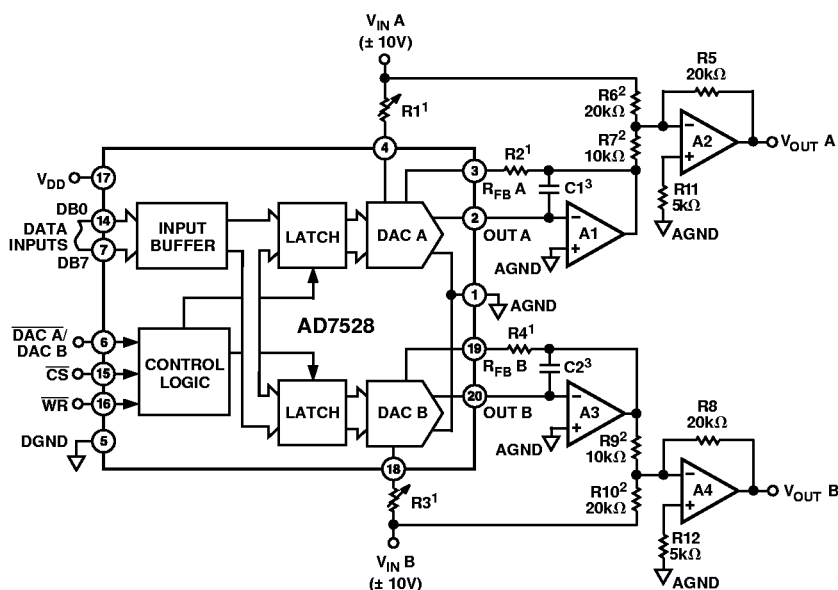 V_IN A
(± 10V)
R1¹
4
R6²
20kΩ
R7²
10kΩ
R5
20kΩ
A2
V_OUT A
R11
5kΩ
AGND
V_DD
17
3
R2¹
R_FB A
C1³
DB0
14
DATA
INPUTS
7
DB7
INPUT
BUFFER
LATCH
DAC A
2
OUT A
A1
AGND
1
AGND
AD7528
DAC A/
DAC B
6
CS
15
WR
16
DGND
5
CONTROL
LOGIC
LATCH
DAC B
19
R4¹
R_FB B
C2³
20
OUT B
A3
AGND
R9²
10kΩ
R10²
20kΩ
R8
20kΩ
A4
V_OUT B
R12
5kΩ
AGND
18
R3¹
V_IN B
(± 10V)